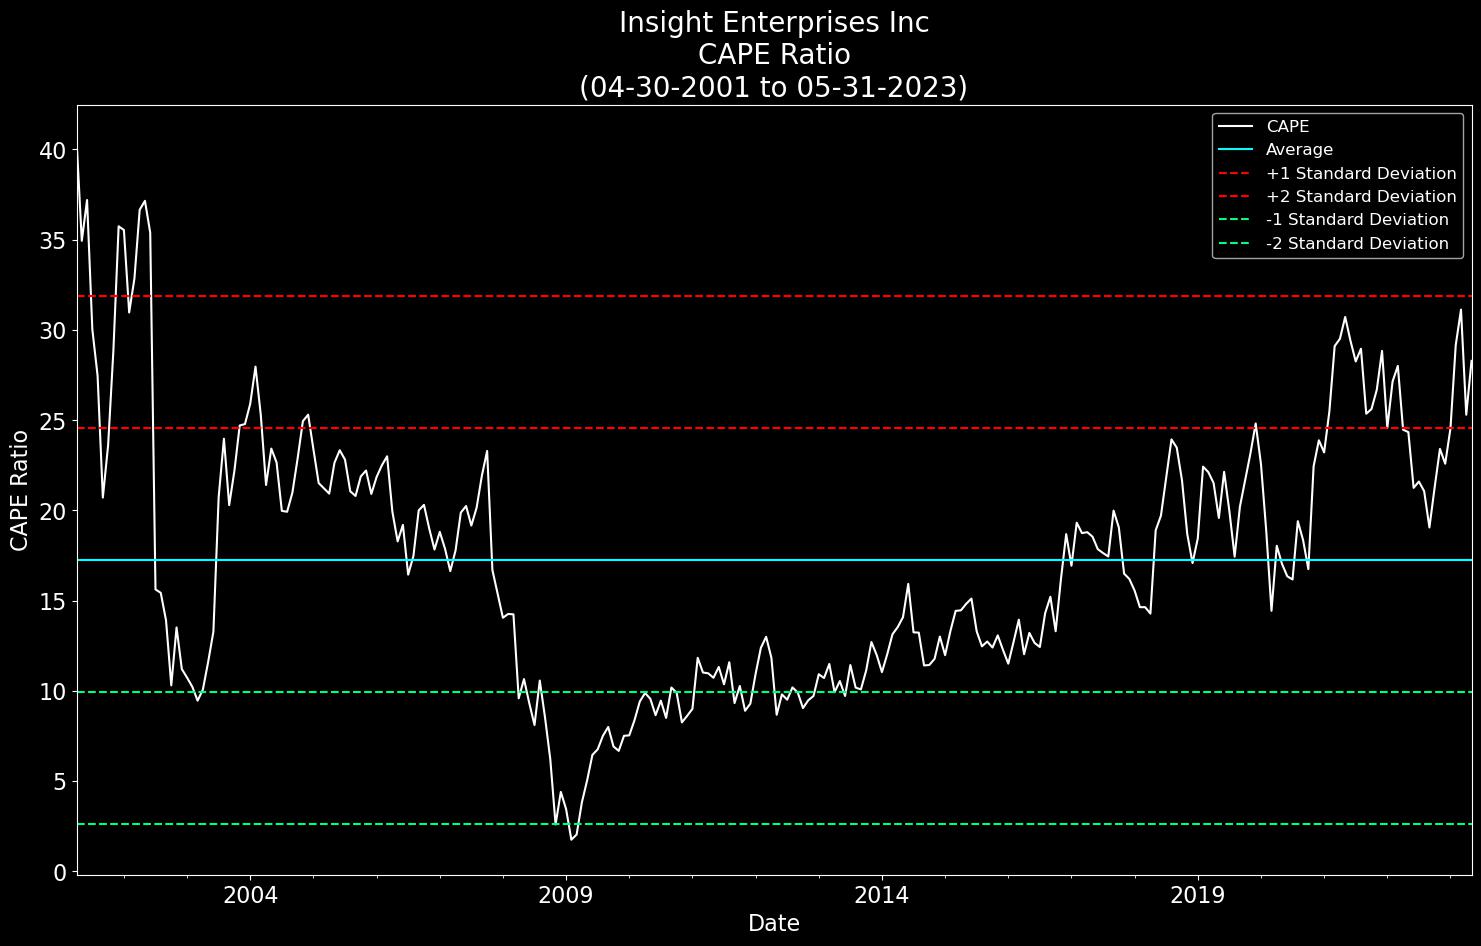 Insight Enterprises Inc
CAPE Ratio
(04-30-2001 to 05-31-2023)
CAPE
Average
+1 Standard Deviation
+2 Standard Deviation
-1 Standard Deviation
-2 Standard Deviation
40
35
30
25
20
15
10
5
0
CAPE Ratio
2004 2009 2014 2019
Date